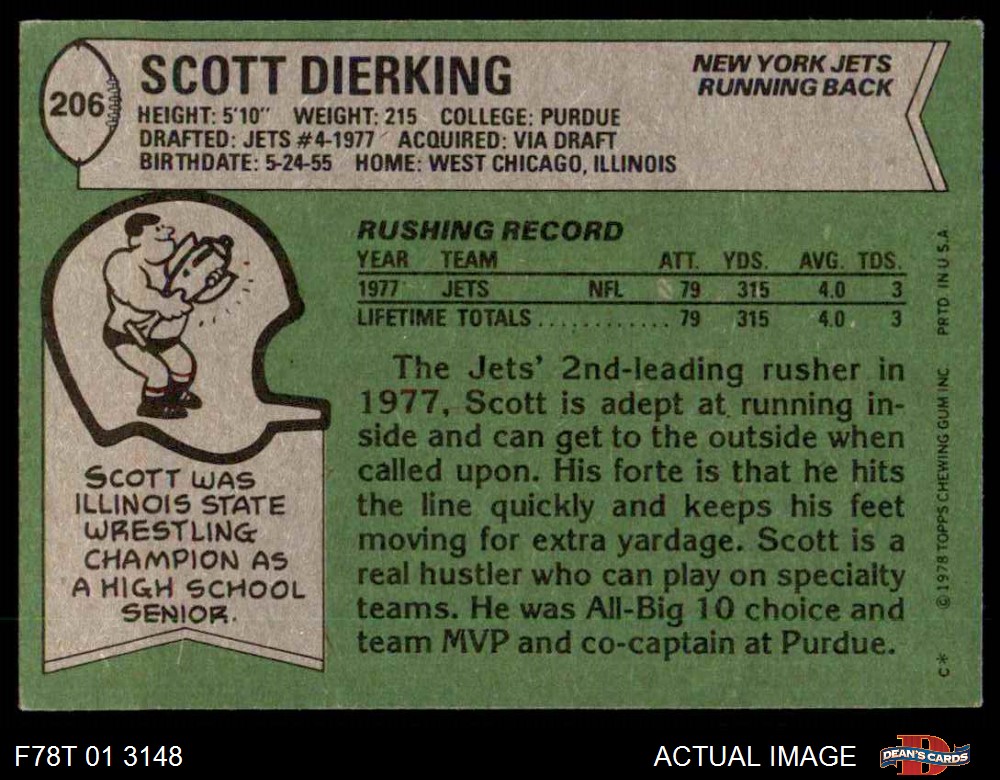 206
SCOTT DIERKING
NEW YORK JETS
RUNNING BACK
HEIGHT: 5'10" WEIGHT: 215 COLLEGE: PURDUE
DRAFTED: JETS #4-1977 ACQUIRED: VIA DRAFT
BIRTHDATE: 5-24-55 HOME: WEST CHICAGO, ILLINOIS
RUSHING RECORD
YEAR TEAM ATT. YDS. AVG. TDS.
1977 JETS NFL 79 315 4.0 3
LIFETIME TOTALS............ 79 315 4.0 3
The Jets' 2nd-leading rusher in
1977, Scott is adept at running in-
side and can get to the outside when
called upon. His forte is that he hits
the line quickly and keeps his feet
moving for extra yardage. Scott is a
real hustler who can play on specialty
teams. He was All-Big 10 choice and
team MVP and co-captain at Purdue.
SCOTT WAS
ILLINOIS STATE
WRESTLING
CHAMPION AS
A HIGH SCHOOL
SENIOR.
C* © 1978 TOPPS CHEWING GUM INC. PRTD. IN U.S.A.
F78T 01 3148
ACTUAL IMAGE
D
DEAN'S CARDS